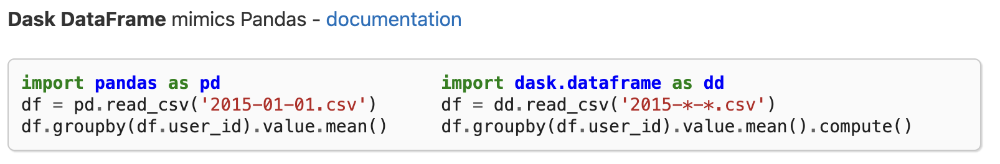 Dask DataFrame mimics Pandas - documentation
import pandas as pd                       import dask.dataframe as dd
df = pd.read_csv('2015-01-01.csv')        df = dd.read_csv('2015-*-*.csv')
df.groupby(df.user_id).value.mean()       df.groupby(df.user_id).value.mean().compute()